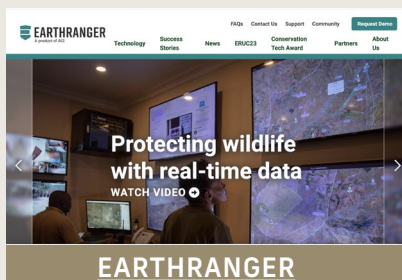 FAQs Contact Us Support Community Request Demo
EARTHRANGER
A product of AI2
Technology Success Stories News ERUC23 Conservation Tech Award Partners About Us
Protecting wildlife
with real-time data
WATCH VIDEO
EARTHRANGER